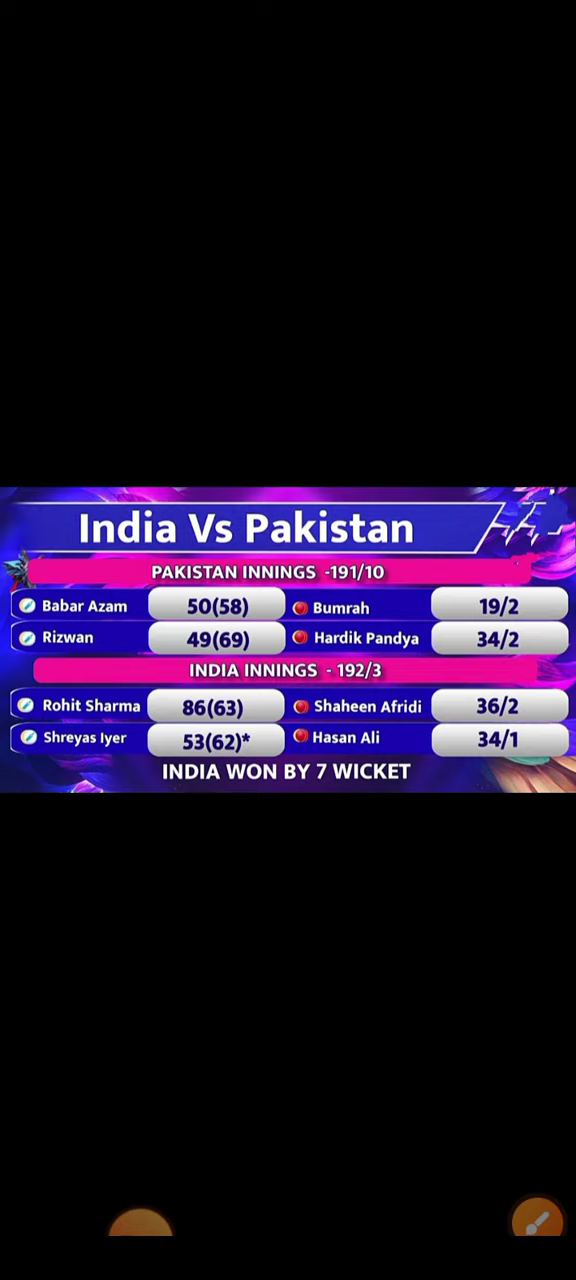 India Vs Pakistan
PAKISTAN INNINGS -191/10
Babar Azam 50(58) Bumrah 19/2
Rizwan 49(69) Hardik Pandya 34/2
INDIA INNINGS - 192/3
Rohit Sharma 86(63) Shaheen Afridi 36/2
Shreyas Iyer 53(62)* Hasan Ali 34/1
INDIA WON BY 7 WICKET